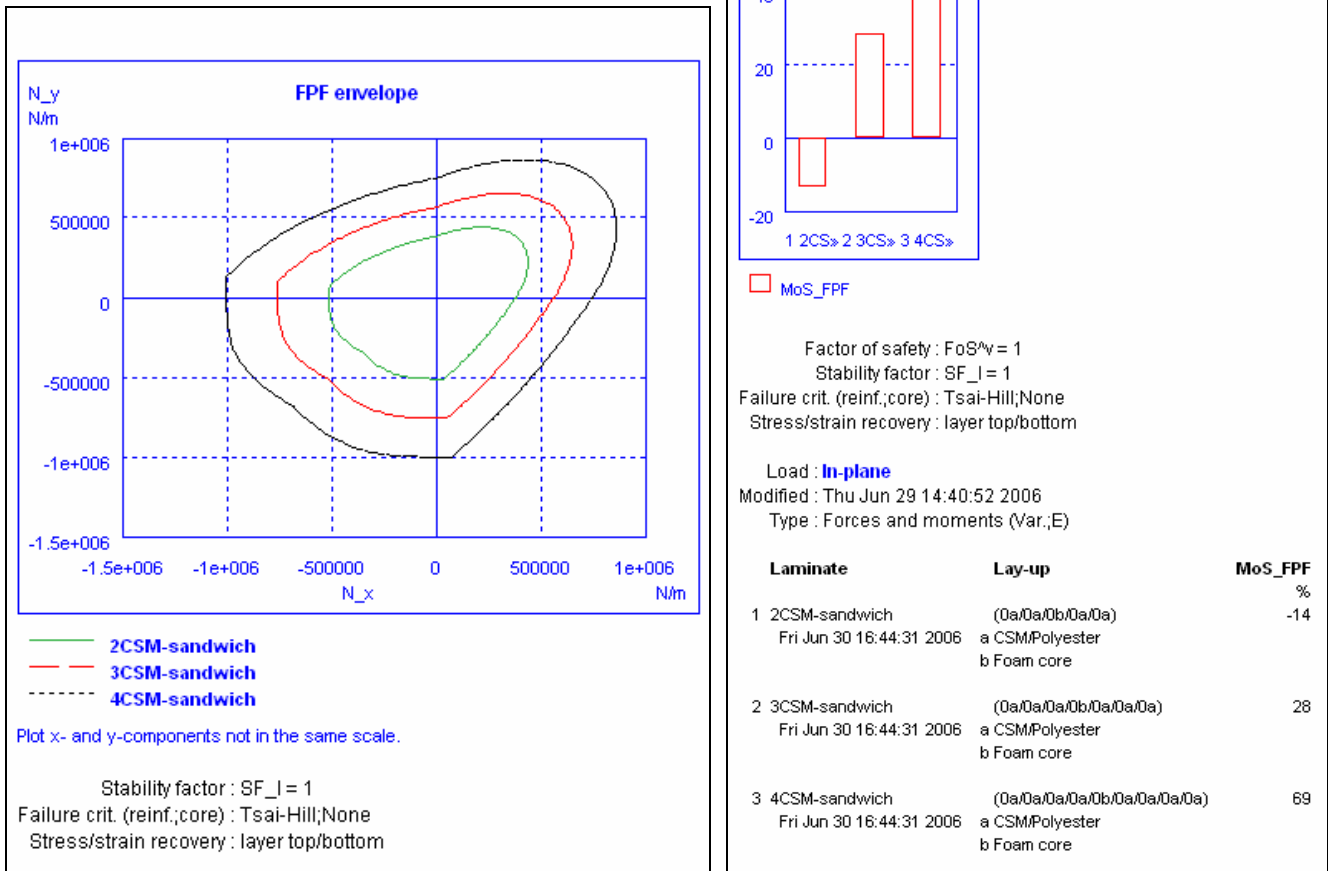 FPF envelope
N_y
N/m
1e+006
500000
0
-500000
-1e+006
-1.5e+006
-1.5e+006 -1e+006 -500000 0 500000 1e+006
N_x N/m
2CSM-sandwich
3CSM-sandwich
4CSM-sandwich
Plot x- and y-components not in the same scale.
Stability factor : SF_I = 1
Failure crit. (reinf.;core) : Tsai-Hill;None
Stress/strain recovery : layer top/bottom
20
0
-20
1 2CS» 2 3CS» 3 4CS»
MoS_FPF
Factor of safety : FoS^v = 1
Stability factor : SF_I = 1
Failure crit. (reinf.;core) : Tsai-Hill;None
Stress/strain recovery : layer top/bottom
Load : In-plane
Modified : Thu Jun 29 14:40:52 2006
Type : Forces and moments (Var.;E)
Laminate Lay-up MoS_FPF
%
1 2CSM-sandwich (0a/0a/0b/0a/0a) -14
Fri Jun 30 16:44:31 2006 a CSM/Polyester
b Foam core
2 3CSM-sandwich (0a/0a/0a/0b/0a/0a/0a) 28
Fri Jun 30 16:44:31 2006 a CSM/Polyester
b Foam core
3 4CSM-sandwich (0a/0a/0a/0a/0b/0a/0a/0a/0a) 69
Fri Jun 30 16:44:31 2006 a CSM/Polyester
b Foam core